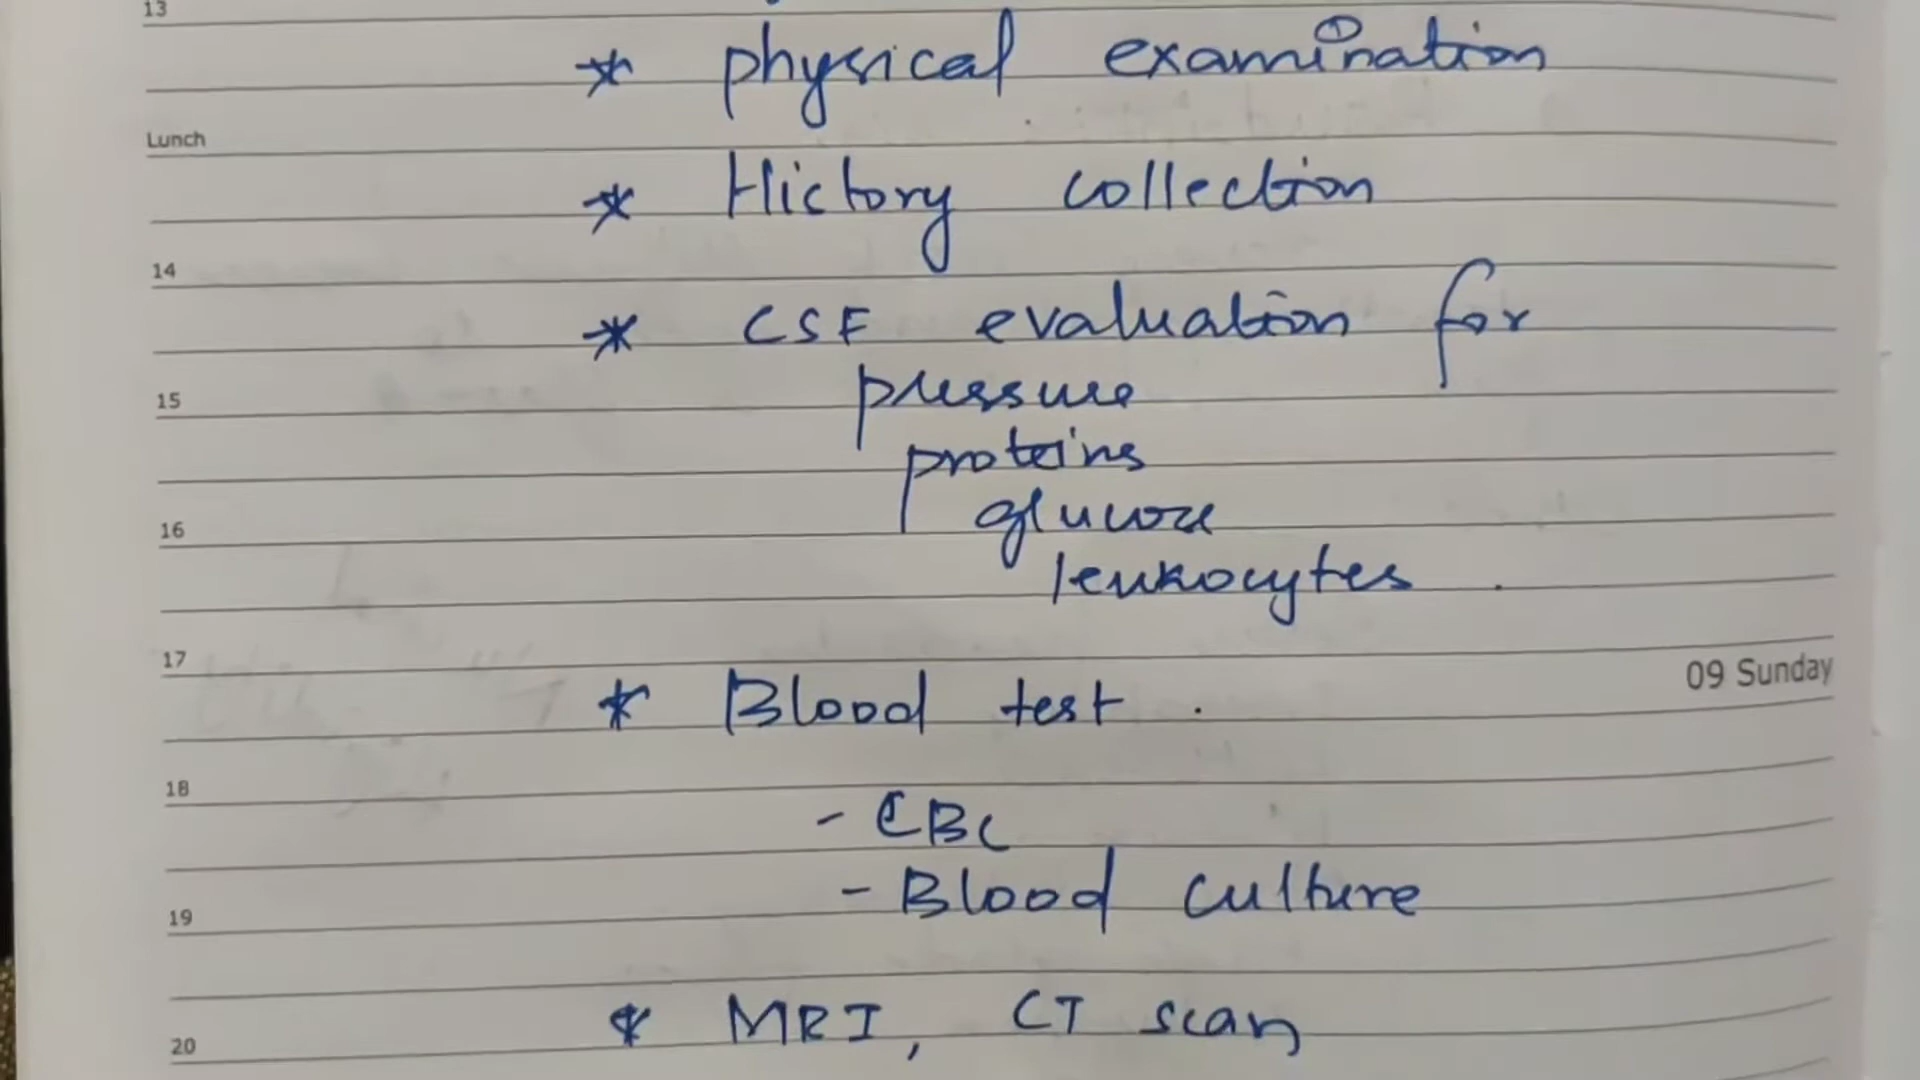 13
* physical examination
Lunch
* History collection
14
* CSF evaluation for
15
pressure
proteins
16
glucose
leukocytes .
17
09 Sunday
* Blood test .
18
- CBC
- Blood culture
19
* MRI, CT scan
20